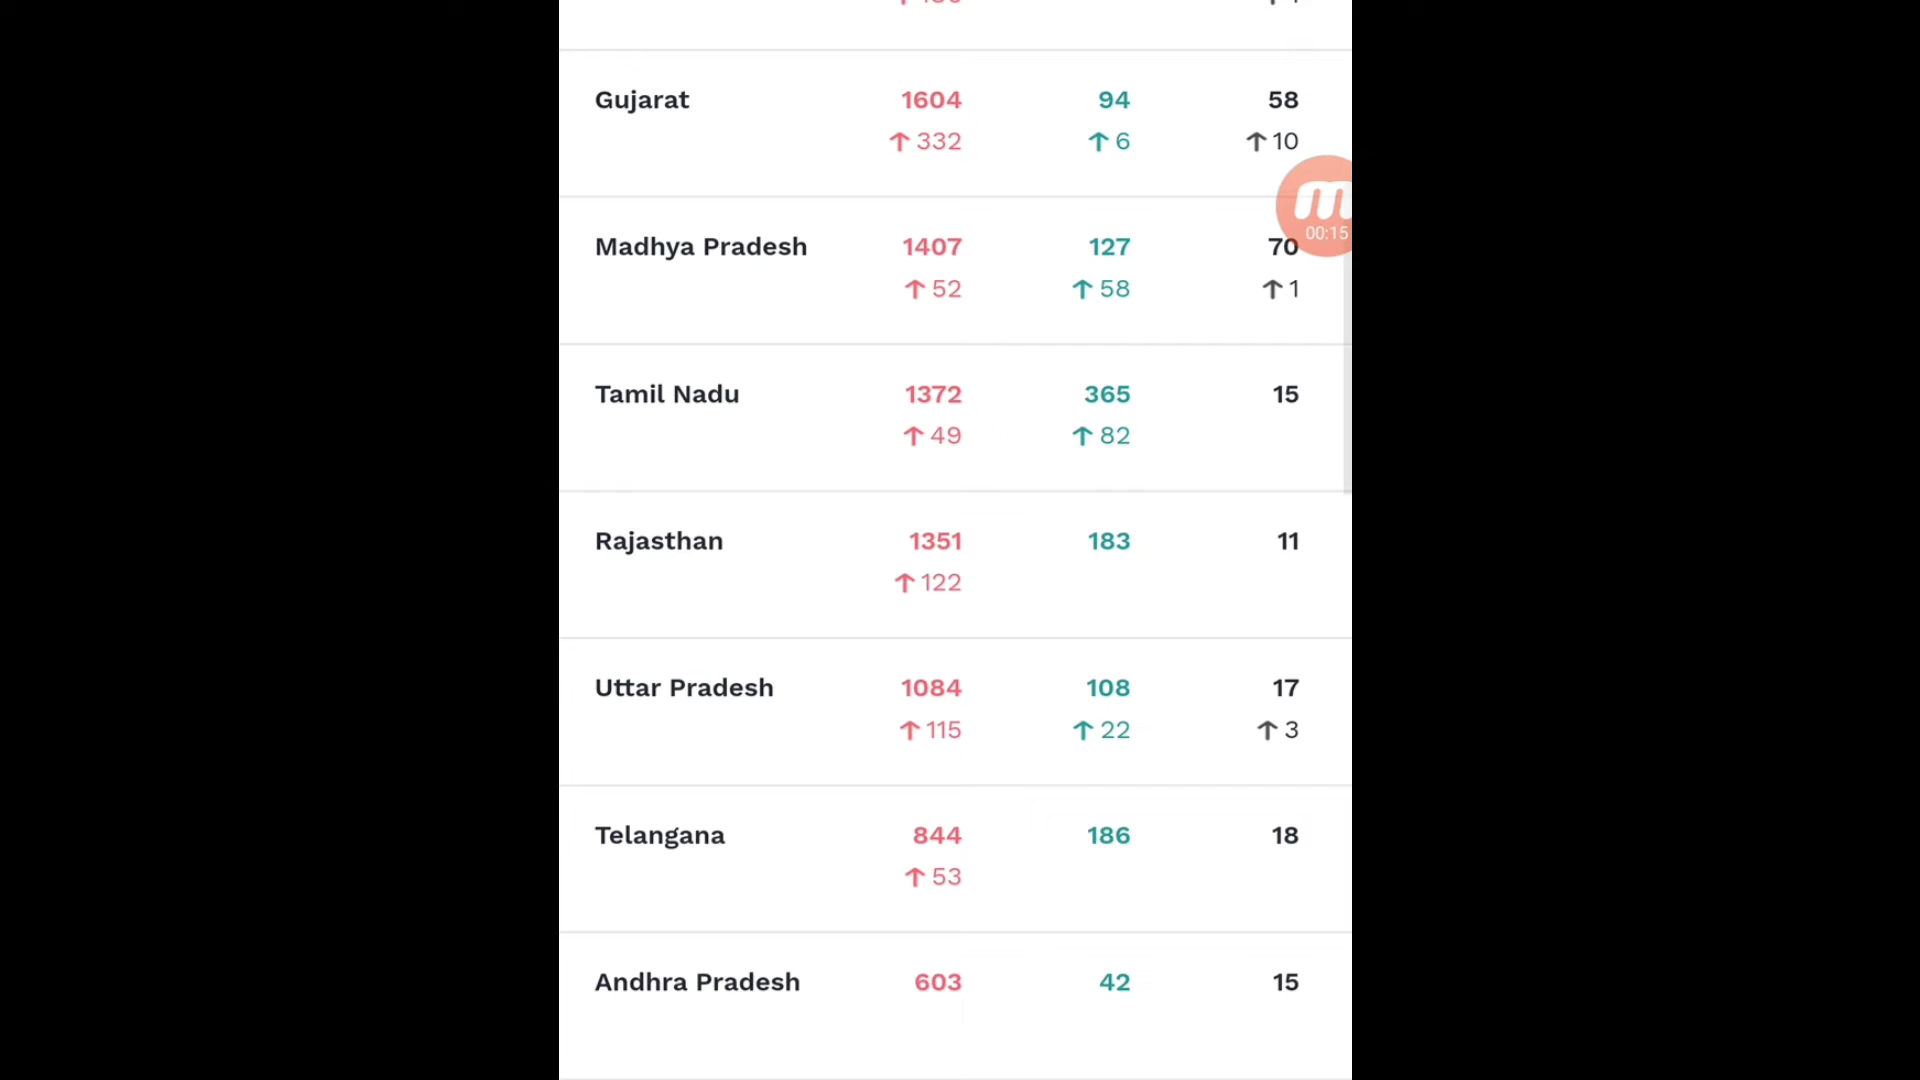 Gujarat 1604 94 58
↑ 332 ↑ 6 ↑ 10
00:15
Madhya Pradesh 1407 127 70
↑ 52 ↑ 58 ↑ 1
Tamil Nadu 1372 365 15
↑ 49 ↑ 82
Rajasthan 1351 183 11
↑ 122
Uttar Pradesh 1084 108 17
↑ 115 ↑ 22 ↑ 3
Telangana 844 186 18
↑ 53
Andhra Pradesh 603 42 15